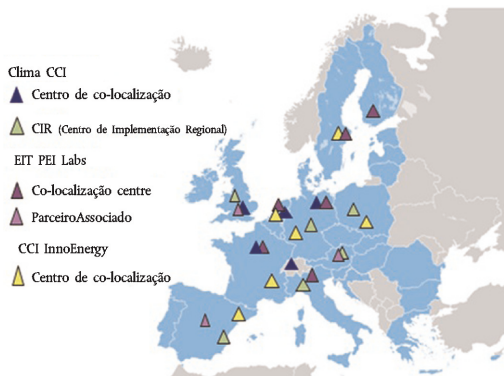 Clima CCI
Centro de co-localização
CIR (Centro de Implementação Regional)
EIT PEI Labs
Co-localização centre
ParceiroAssociado
CCI InnoEnergy
Centro de co-localização